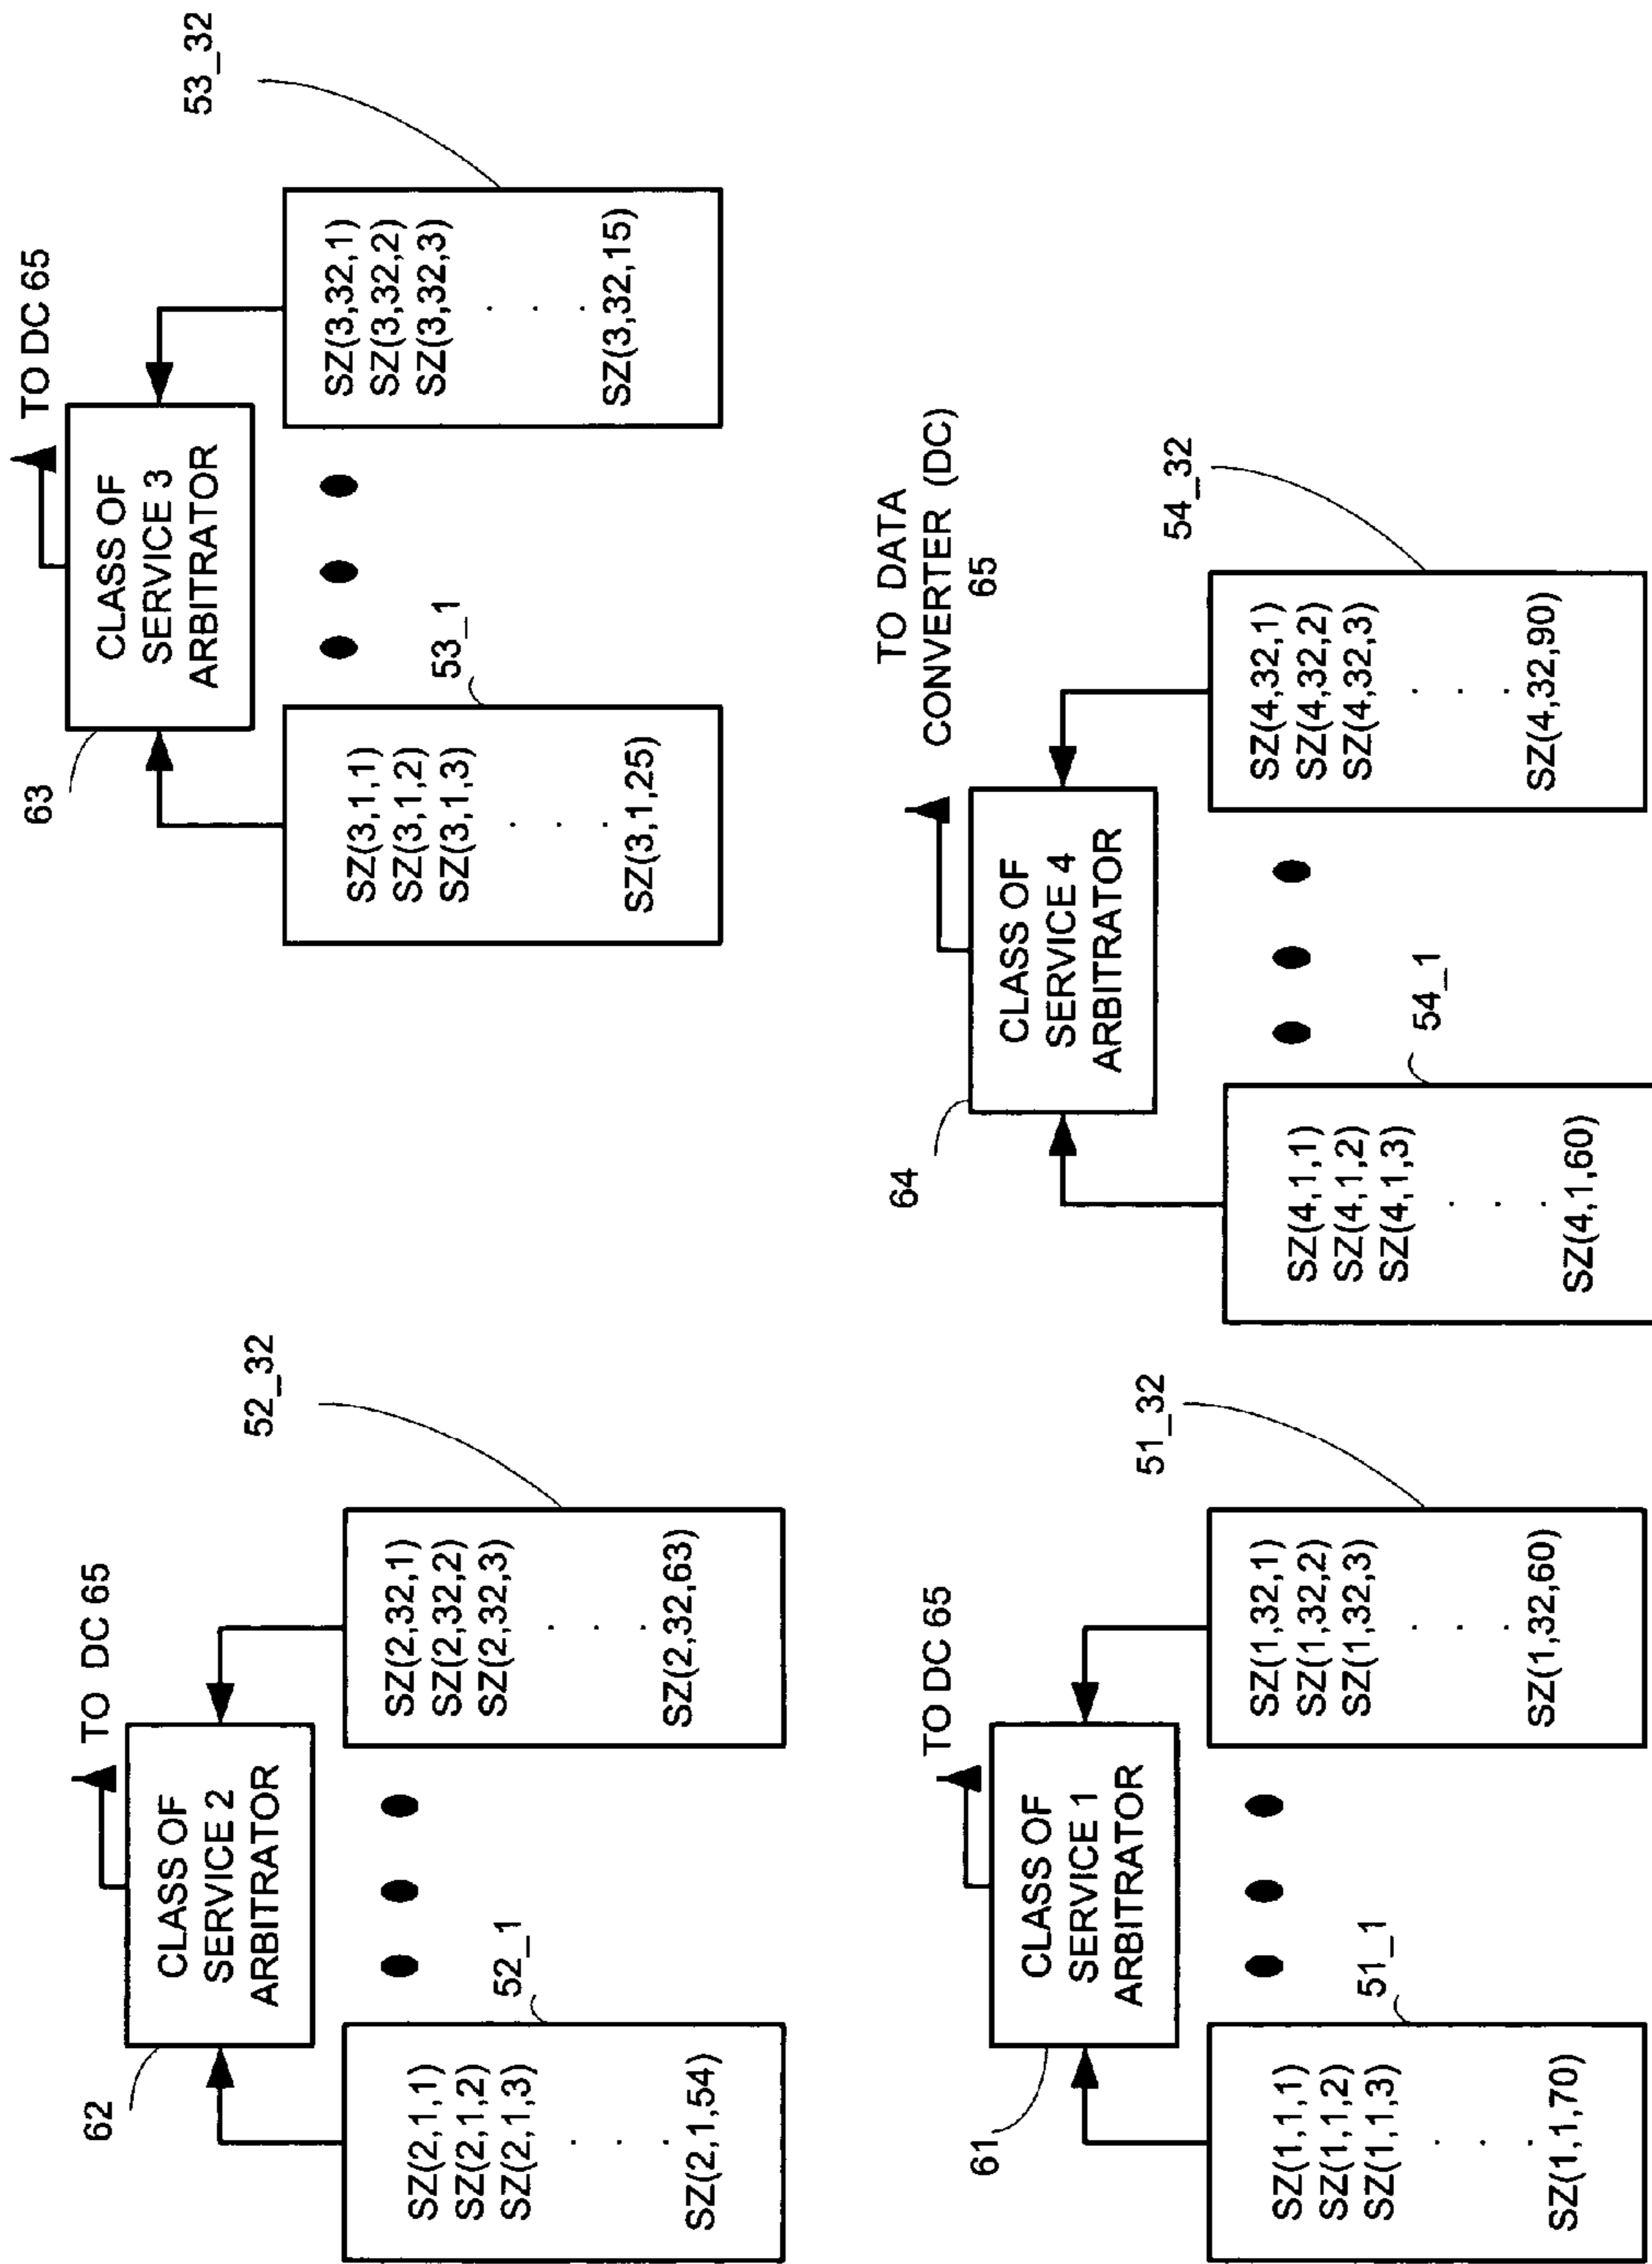 62
CLASS OF
SERVICE 2
ARBITRATOR
TO DC 65
52_32
SZ(2,1,1)
SZ(2,1,2)
SZ(2,1,3)
.
.
.
SZ(2,1,54)
52_1
SZ(2,32,1)
SZ(2,32,2)
SZ(2,32,3)
.
.
.
SZ(2,32,63)
63
CLASS OF
SERVICE 3
ARBITRATOR
TO DC 65
53_32
SZ(3,1,1)
SZ(3,1,2)
SZ(3,1,3)
.
.
.
SZ(3,1,25)
53_1
SZ(3,32,1)
SZ(3,32,2)
SZ(3,32,3)
.
.
.
SZ(3,32,15)
61
CLASS OF
SERVICE 1
ARBITRATOR
TO DC 65
51_32
SZ(1,1,1)
SZ(1,1,2)
SZ(1,1,3)
.
.
.
SZ(1,1,70)
51_1
SZ(1,32,1)
SZ(1,32,2)
SZ(1,32,3)
.
.
.
SZ(1,32,60)
64
CLASS OF
SERVICE 4
ARBITRATOR
TO DATA
CONVERTER (DC)
65
54_32
SZ(4,1,1)
SZ(4,1,2)
SZ(4,1,3)
.
.
.
SZ(4,1,60)
54_1
SZ(4,32,1)
SZ(4,32,2)
SZ(4,32,3)
.
.
.
SZ(4,32,90)